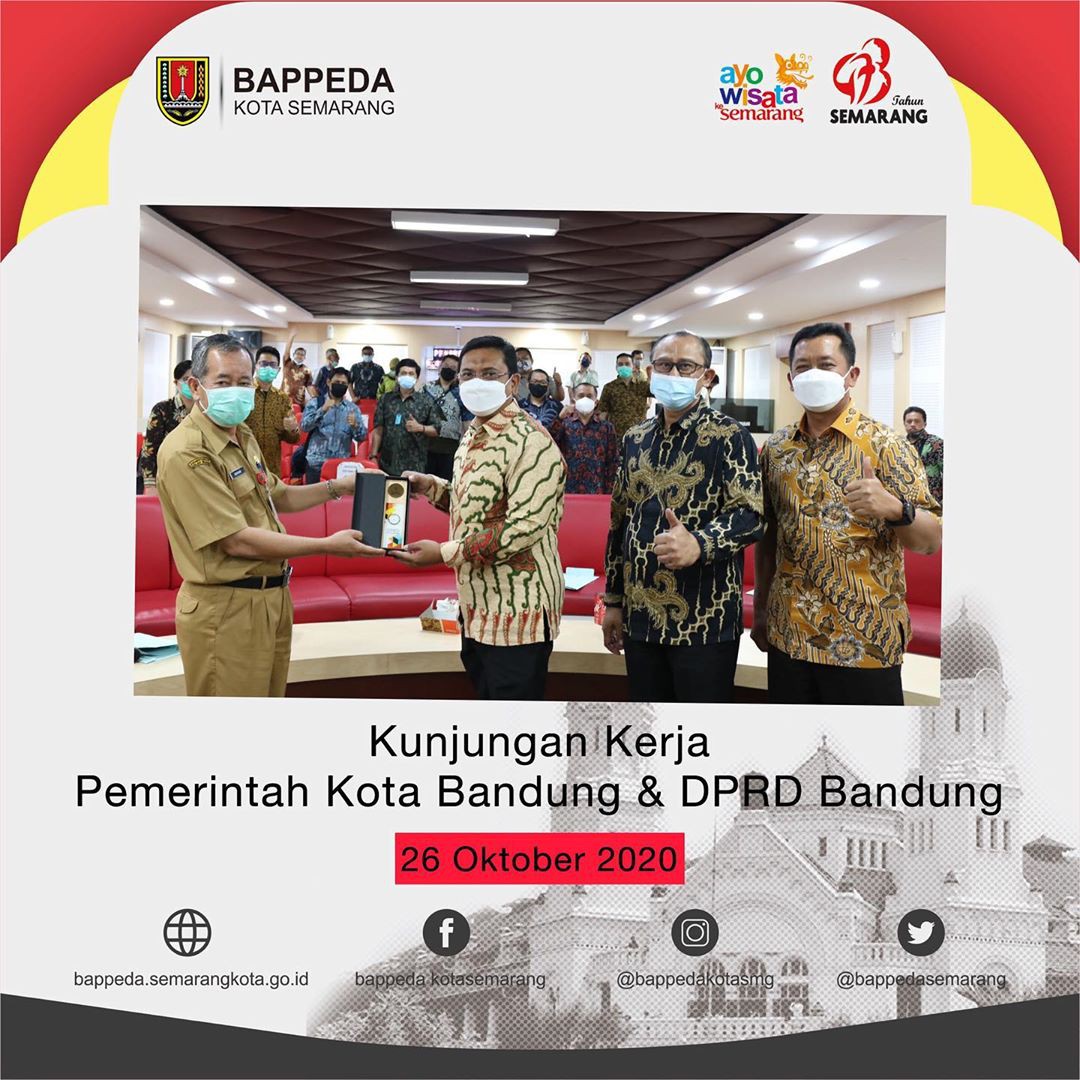 BAPPEDA
KOTA SEMARANG
ayo
wisata
ke
semarang
Tahun
SEMARANG
Kunjungan Kerja
Pemerintah Kota Bandung & DPRD Bandung
26 Oktober 2020
bappeda.semarangkota.go.id
bappeda kotasemarang
@bappedakotasmg
@bappedasemarang